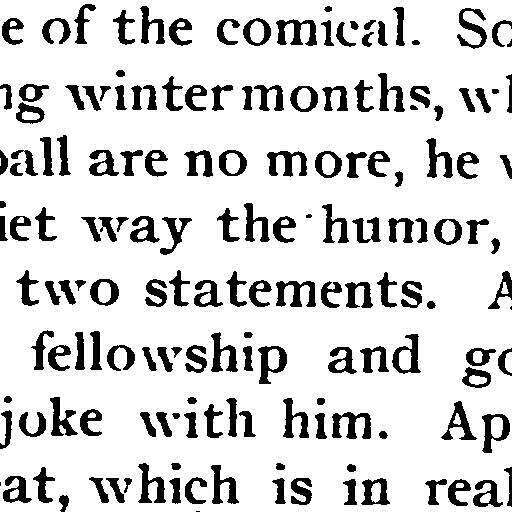 e of the comical. So
ng winter months, wh
ball are no more, he
iet way the humor,
two statements. A
fellowship and go
joke with him. Ap
at, which is in real